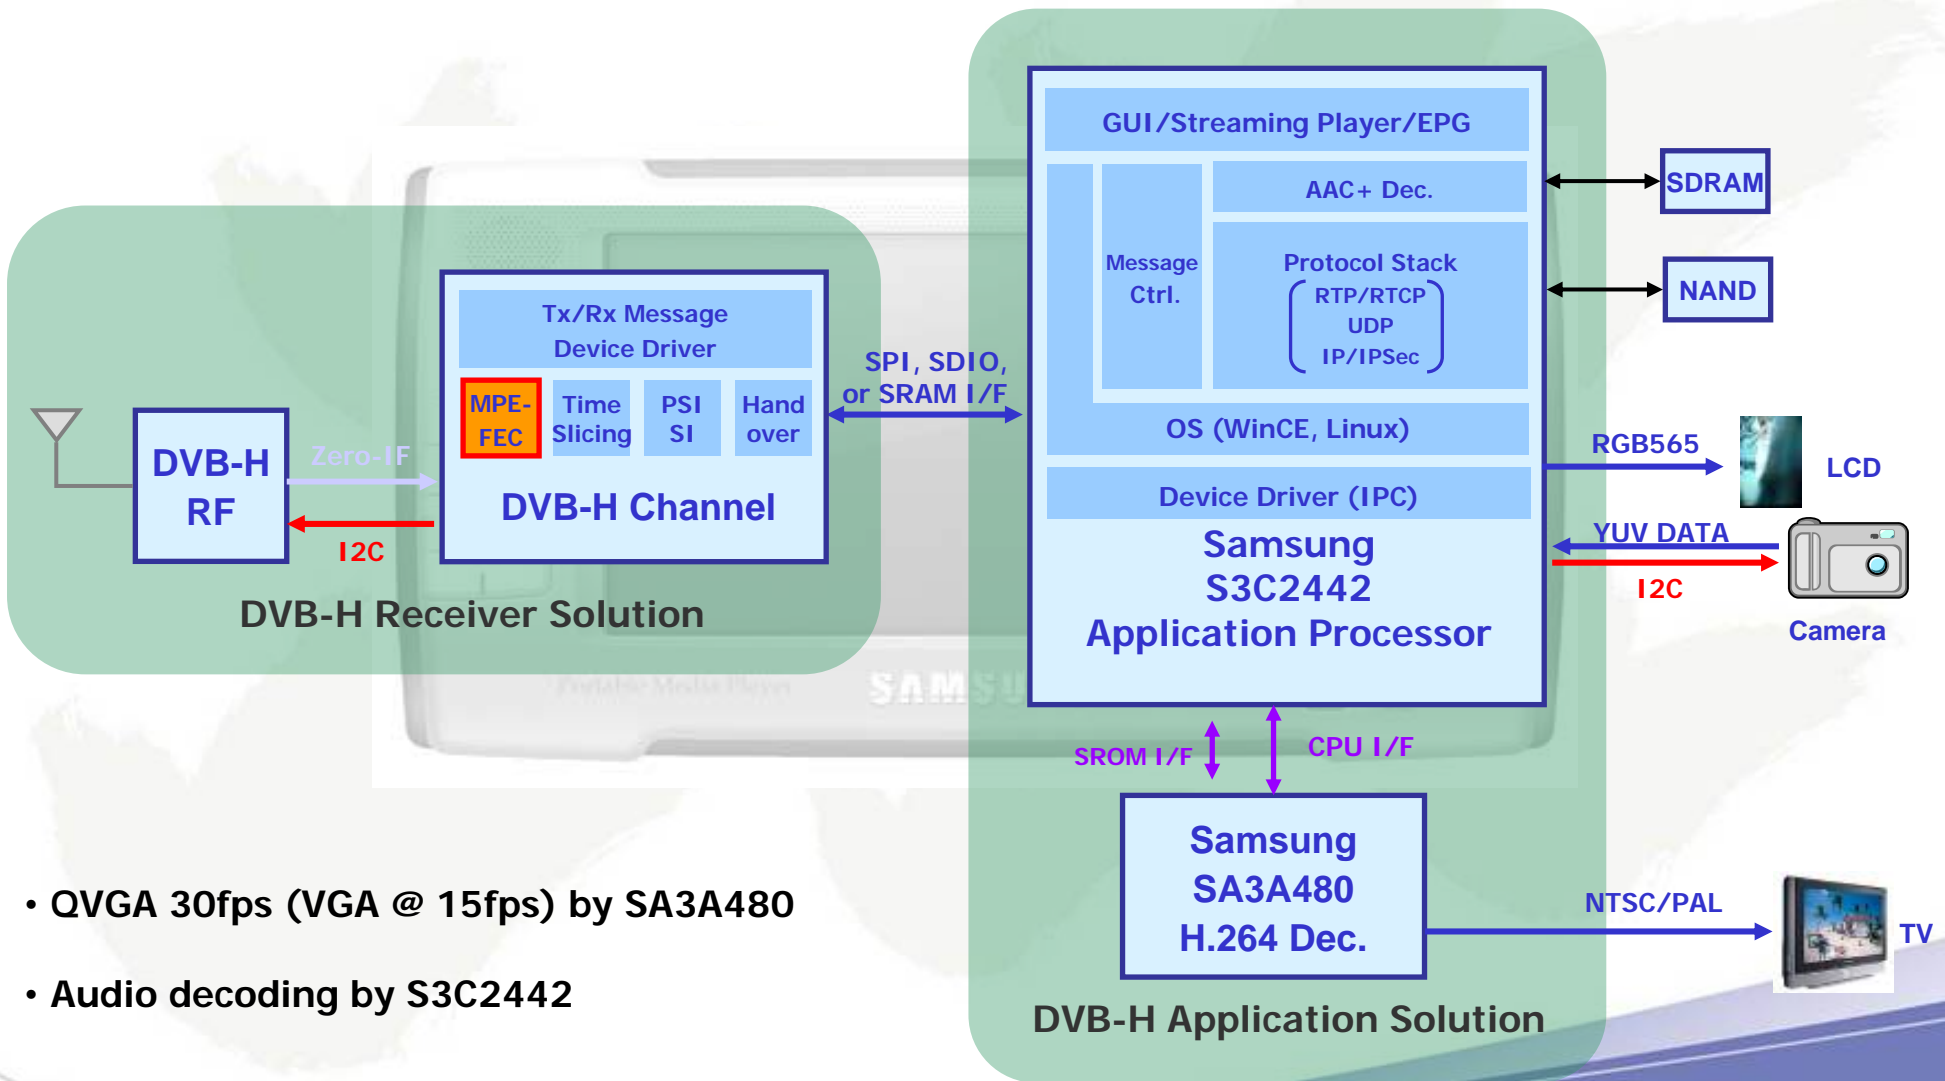 GUI/Streaming Player/EPG
AAC+ Dec.
Message
Ctrl.
Protocol Stack
RTP/RTCP
UDP
IP/IPSec
OS (WinCE, Linux)
Device Driver (IPC)
Samsung
S3C2442
Application Processor
SDRAM
NAND
Tx/Rx Message
Device Driver
MPE-
FEC
Time
Slicing
PSI
SI
Hand
over
DVB-H Channel
SPI, SDIO,
or SRAM I/F
DVB-H
RF
Zero-IF
I2C
DVB-H Receiver Solution
RGB565
LCD
YUV DATA
I2C
Camera
Portable Media Player
SAMSU
SROM I/F
CPU I/F
Samsung
SA3A480
H.264 Dec.
NTSC/PAL
TV
DVB-H Application Solution
• QVGA 30fps (VGA @ 15fps) by SA3A480
• Audio decoding by S3C2442